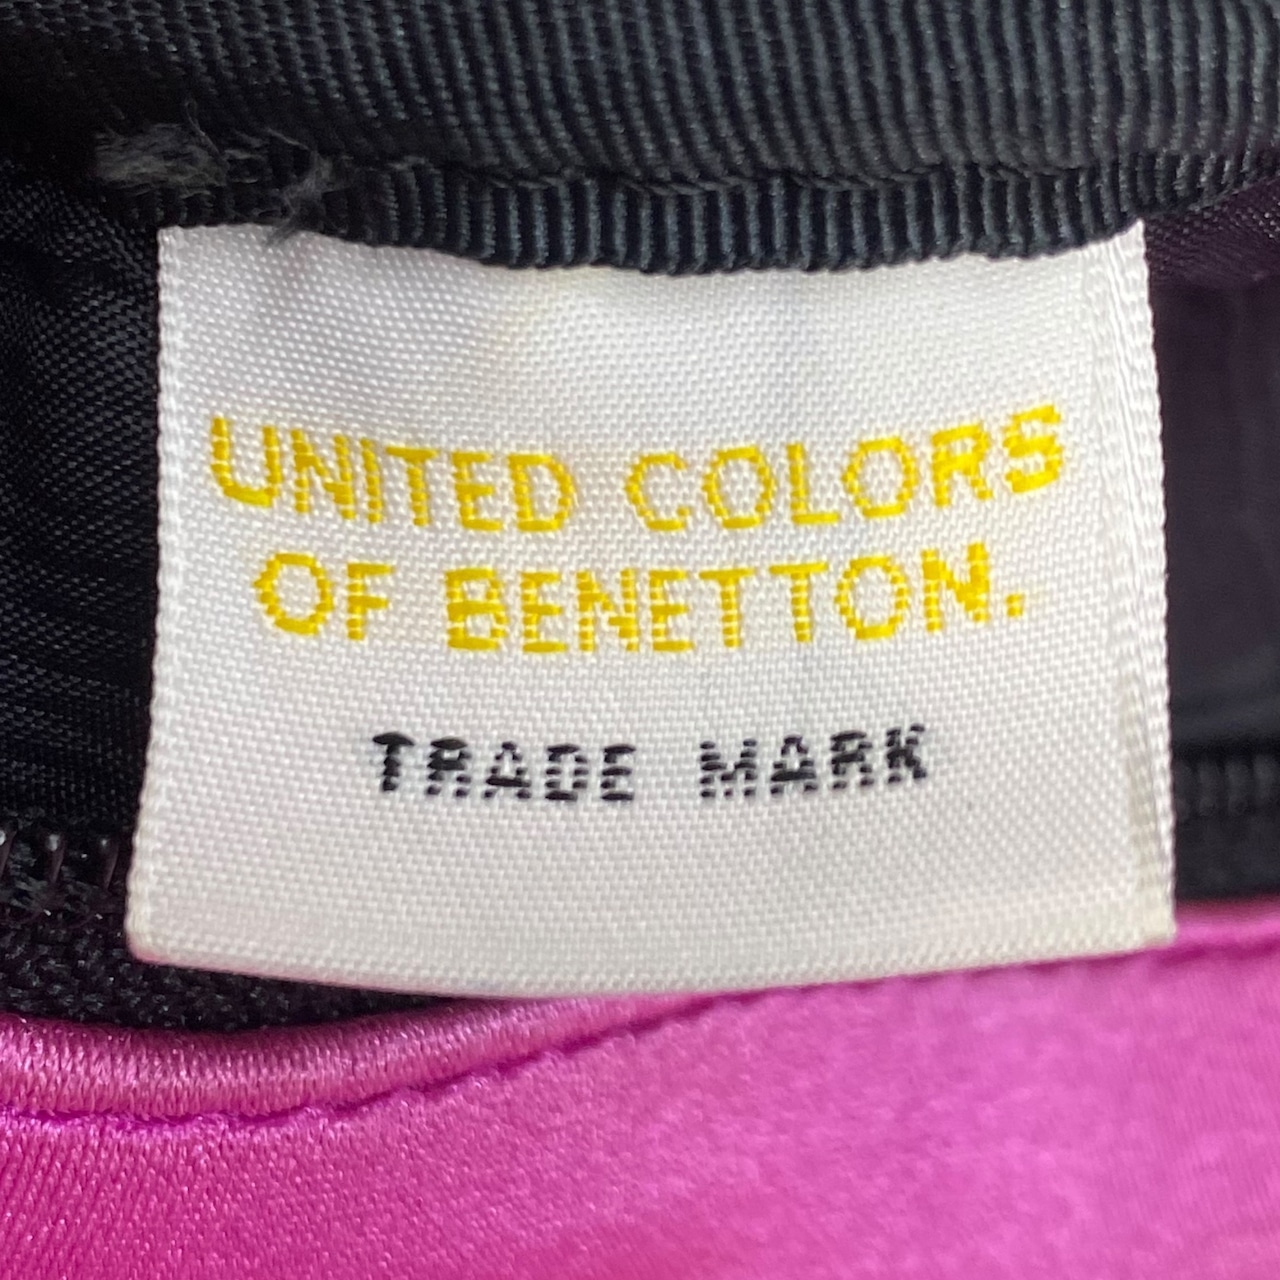 UNITED COLORS
OF BENETTON.
TRADE MARK